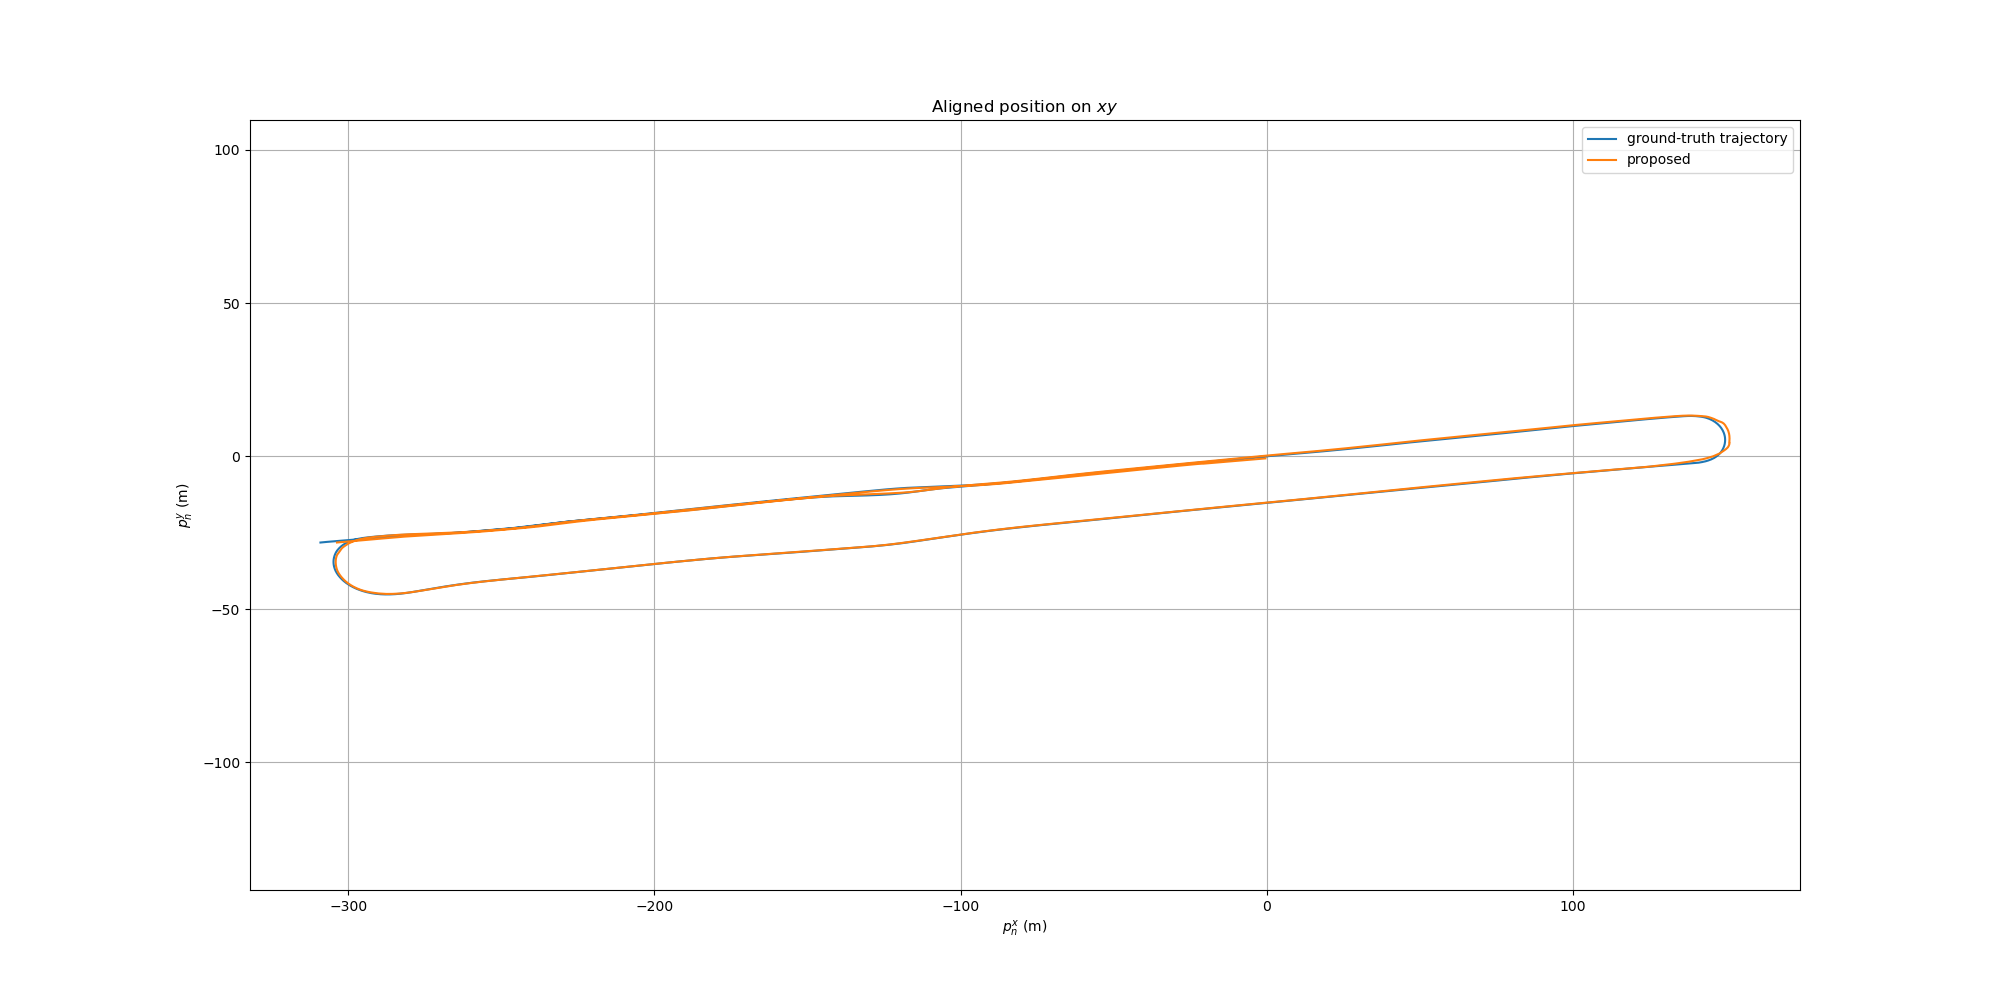 Aligned position on xy
ground-truth trajectory
proposed
100
50
0
−50
−100
p_n^y (m)
−300
−200
−100
0
100
p_n^x (m)